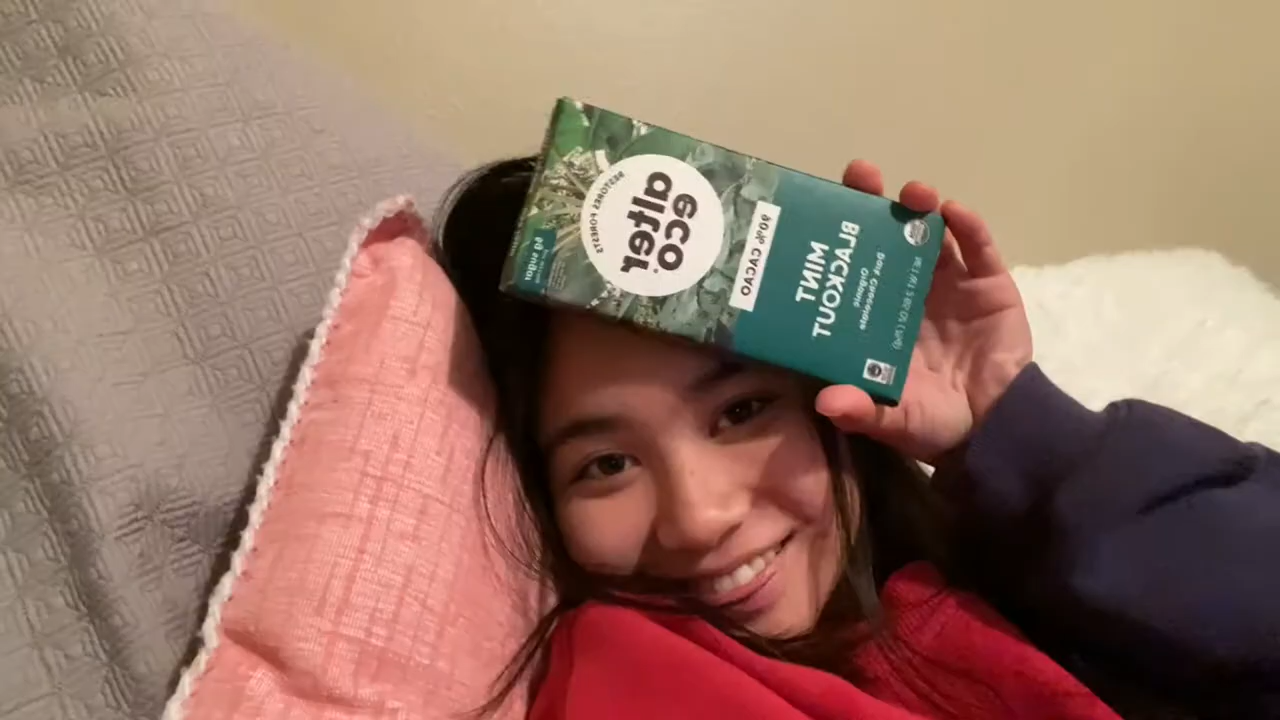 RESTORES FORESTS
alter
eco
90% CACAO
BLACKOUT
MINT
Dark Chocolate
Organic